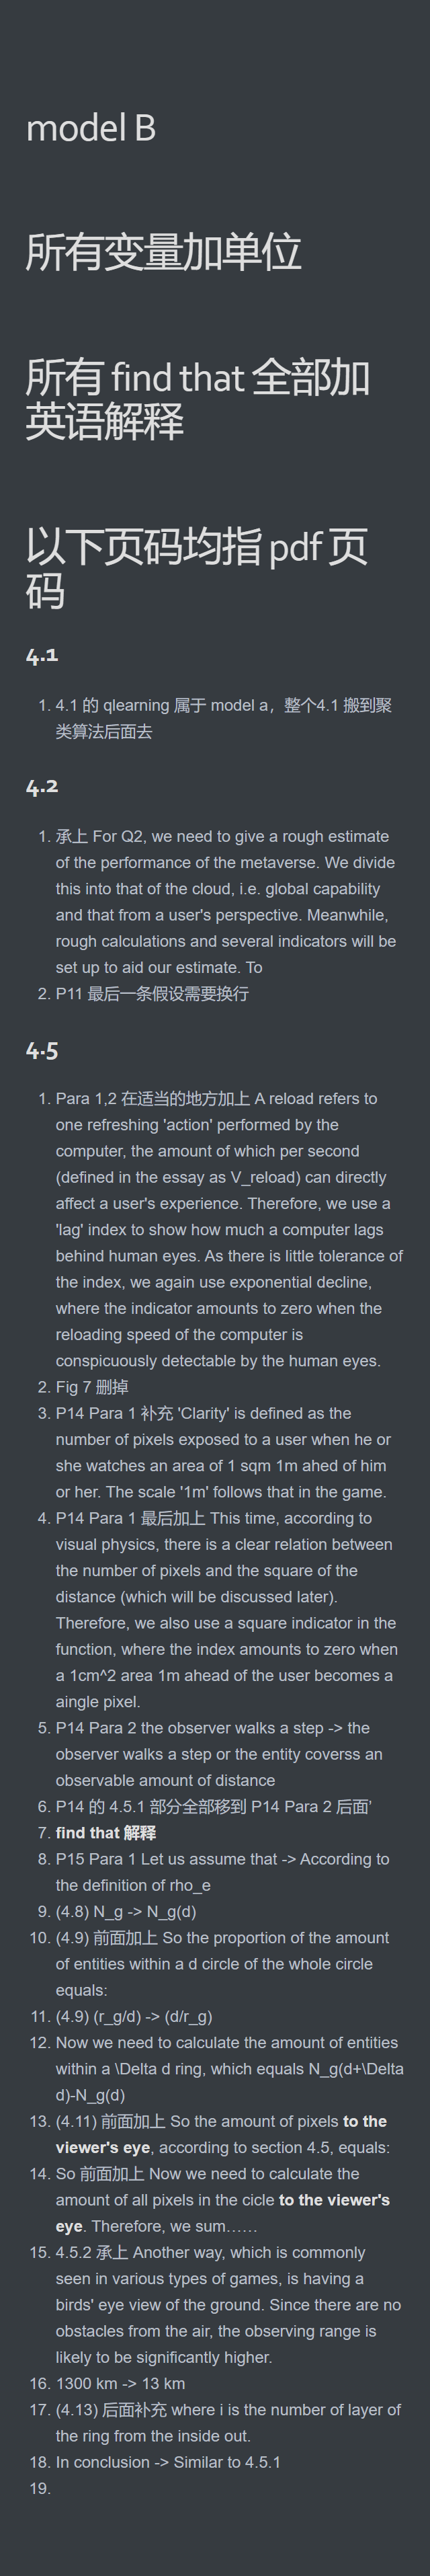 model B
所有变量加单位
所有 find that 全部加
英语解释
以下页码均指 pdf 页
码
4.1
1. 4.1 的 qlearning 属于 model a，整个4.1 搬到聚
类算法后面去
4.2
1. 承上 For Q2, we need to give a rough estimate
of the performance of the metaverse. We divide
this into that of the cloud, i.e. global capability
and that from a user's perspective. Meanwhile,
rough calculations and several indicators will be
set up to aid our estimate. To
2. P11 最后一条假设需要换行
4.5
1. Para 1,2 在适当的地方加上 A reload refers to
one refreshing 'action' performed by the
computer, the amount of which per second
(defined in the essay as V_reload) can directly
affect a user's experience. Therefore, we use a
'lag' index to show how much a computer lags
behind human eyes. As there is little tolerance of
the index, we again use exponential decline,
where the indicator amounts to zero when the
reloading speed of the computer is
conspicuously detectable by the human eyes.
2. Fig 7 删掉
3. P14 Para 1 补充 'Clarity' is defined as the
number of pixels exposed to a user when he or
she watches an area of 1 sqm 1m ahed of him
or her. The scale '1m' follows that in the game.
4. P14 Para 1 最后加上 This time, according to
visual physics, there is a clear relation between
the number of pixels and the square of the
distance (which will be discussed later).
Therefore, we also use a square indicator in the
function, where the index amounts to zero when
a 1cm^2 area 1m ahead of the user becomes a
aingle pixel.
5. P14 Para 2 the observer walks a step -> the
observer walks a step or the entity coverss an
observable amount of distance
6. P14 的 4.5.1 部分全部移到 P14 Para 2 后面'
7. find that 解释
8. P15 Para 1 Let us assume that -> According to
the definition of rho_e
9. (4.8) N_g -> N_g(d)
10. (4.9) 前面加上 So the proportion of the amount
of entities within a d circle of the whole circle
equals:
11. (4.9) (r_g/d) -> (d/r_g)
12. Now we need to calculate the amount of entities
within a \Delta d ring, which equals N_g(d+\Delta
d)-N_g(d)
13. (4.11) 前面加上 So the amount of pixels to the
viewer's eye, according to section 4.5, equals:
14. So 前面加上 Now we need to calculate the
amount of all pixels in the cicle to the viewer's
eye. Therefore, we sum……
15. 4.5.2 承上 Another way, which is commonly
seen in various types of games, is having a
birds' eye view of the ground. Since there are no
obstacles from the air, the observing range is
likely to be significantly higher.
16. 1300 km -> 13 km
17. (4.13) 后面补充 where i is the number of layer of
the ring from the inside out.
18. In conclusion -> Similar to 4.5.1
19.